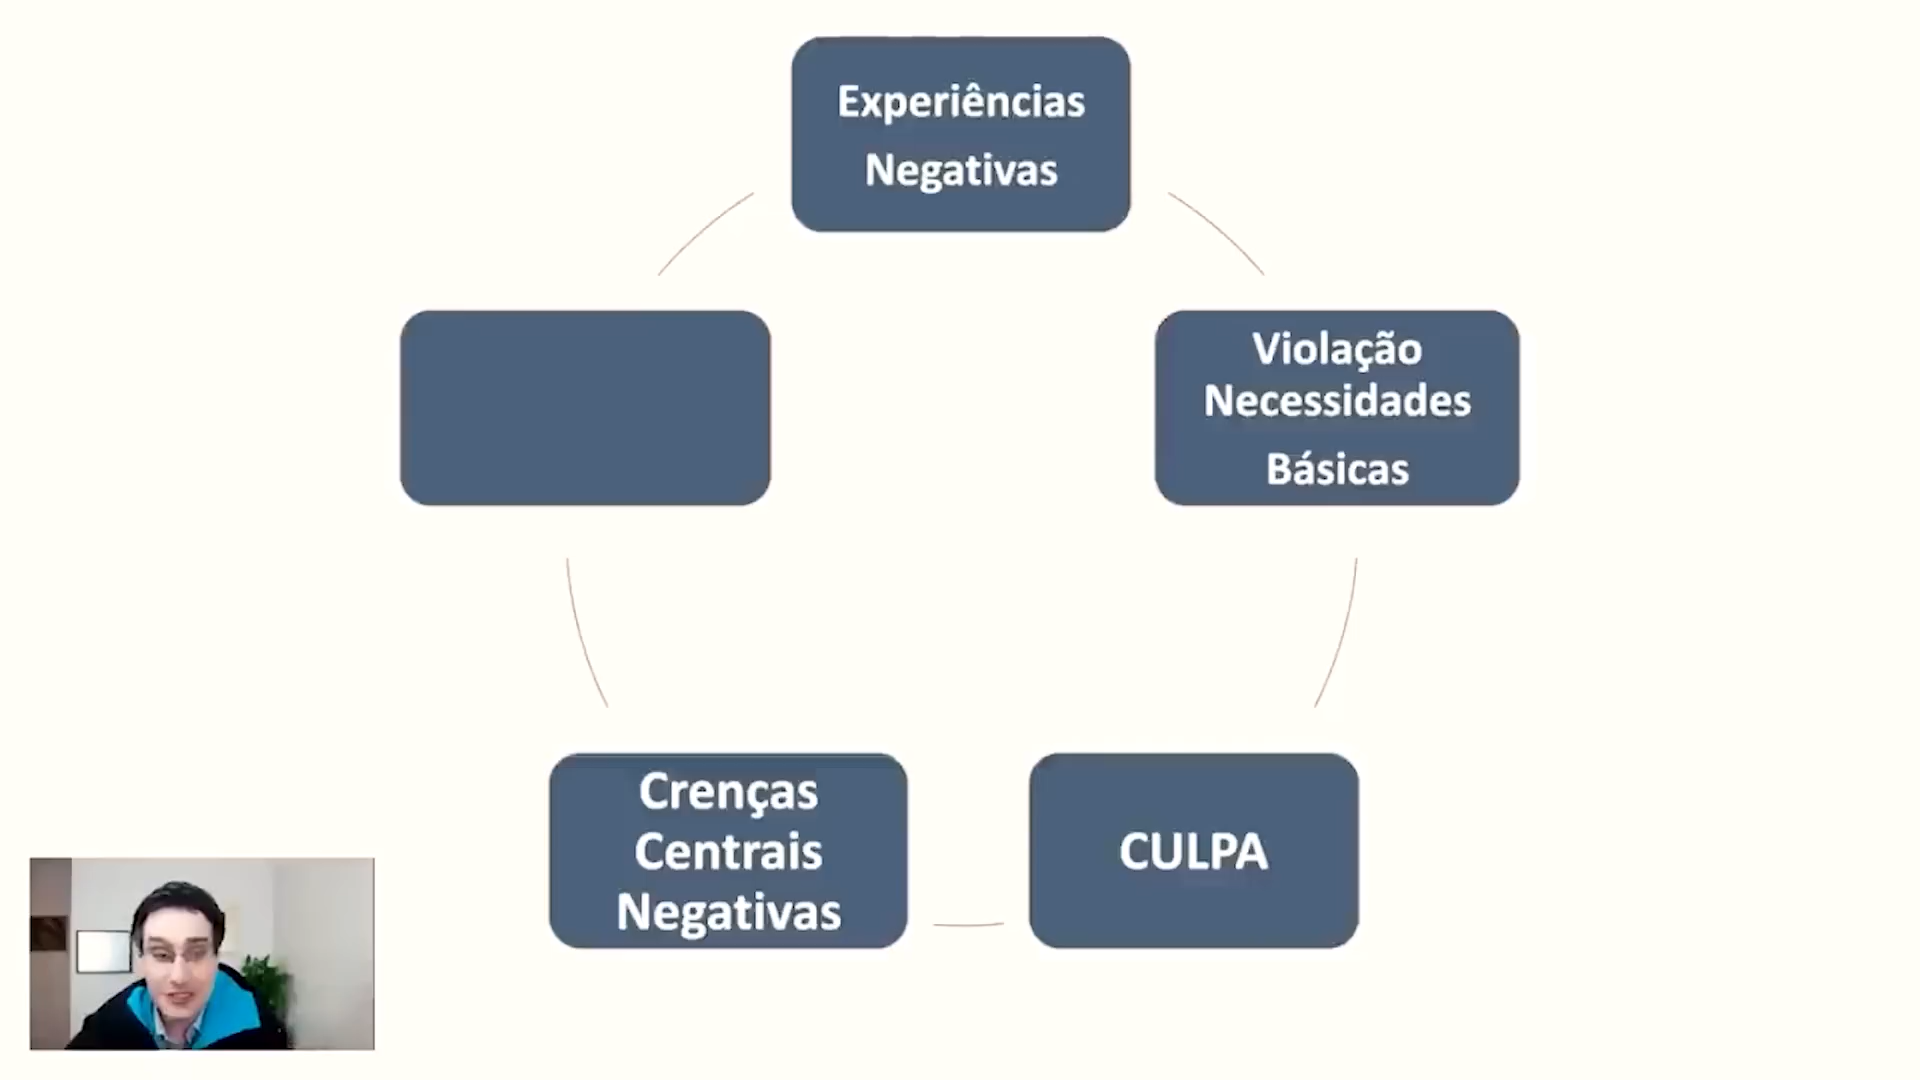 Experiências
Negativas
Violação
Necessidades
Básicas
Crenças
Centrais
Negativas
CULPA